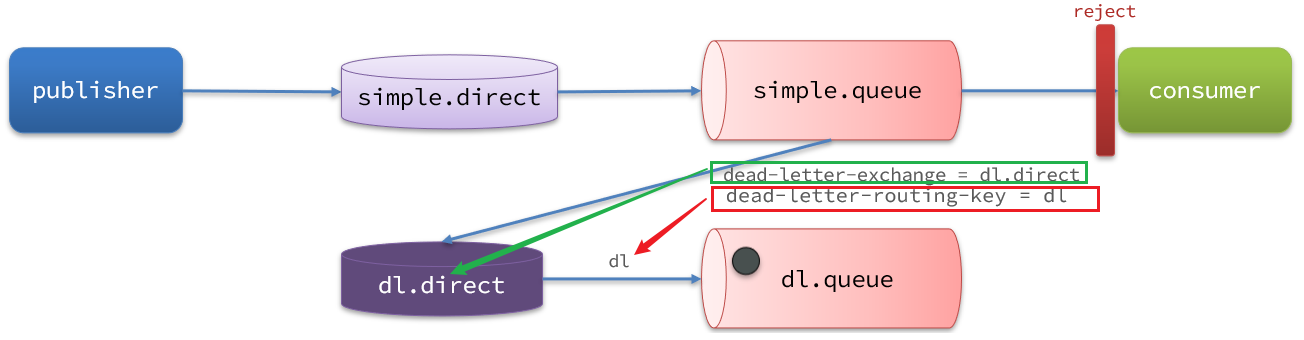 reject
publisher
simple.direct
simple.queue
consumer
dead-letter-exchange = dl.direct
dead-letter-routing-key = dl
dl
dl.direct
dl.queue